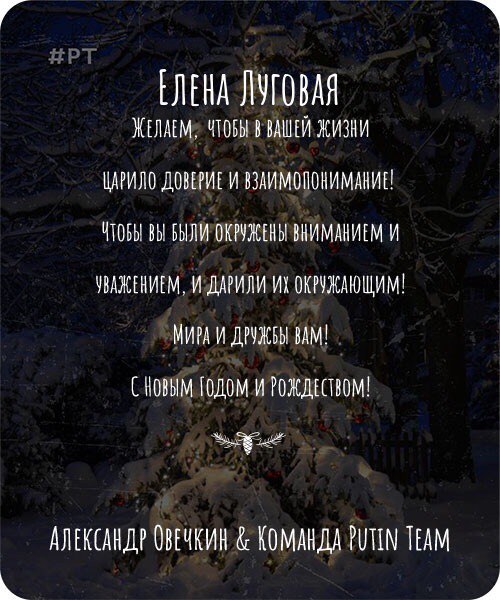 #PT
Елена Луговая
Желаем, чтобы в вашей жизни
царило доверие и взаимопонимание!
Чтобы вы были окружены вниманием и
уважением, и дарили их окружающим!
Мира и дружбы вам!
С Новым Годом и Рождеством!
Александр Овечкин & Команда Putin Team